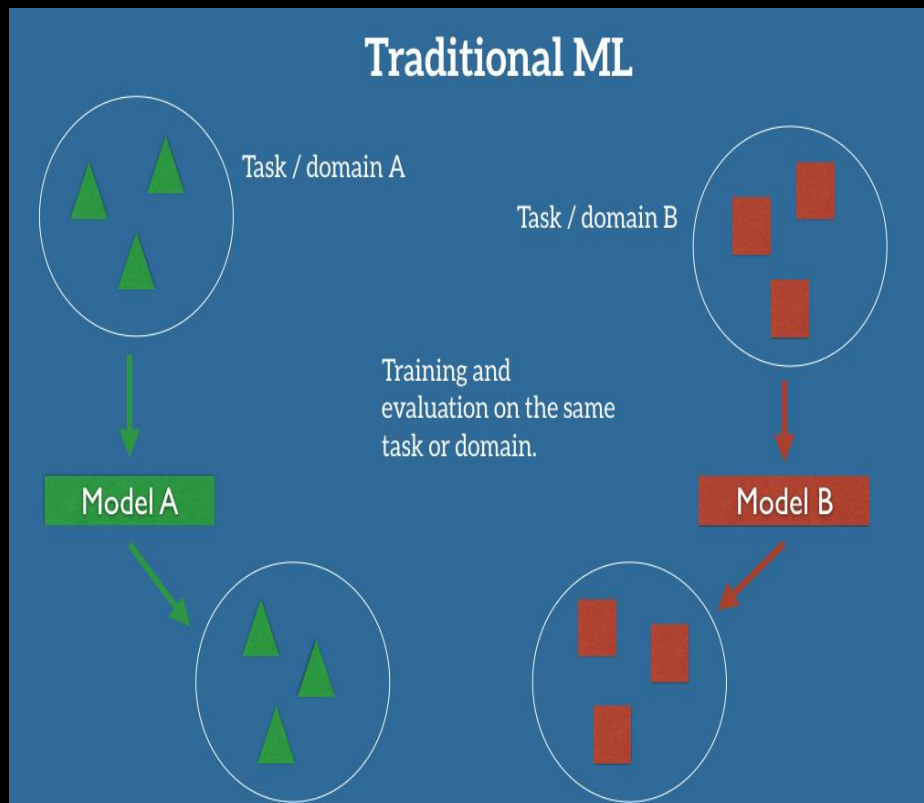 Traditional ML
Task / domain A
Task / domain B
Training and
evaluation on the same
task or domain.
Model A
Model B